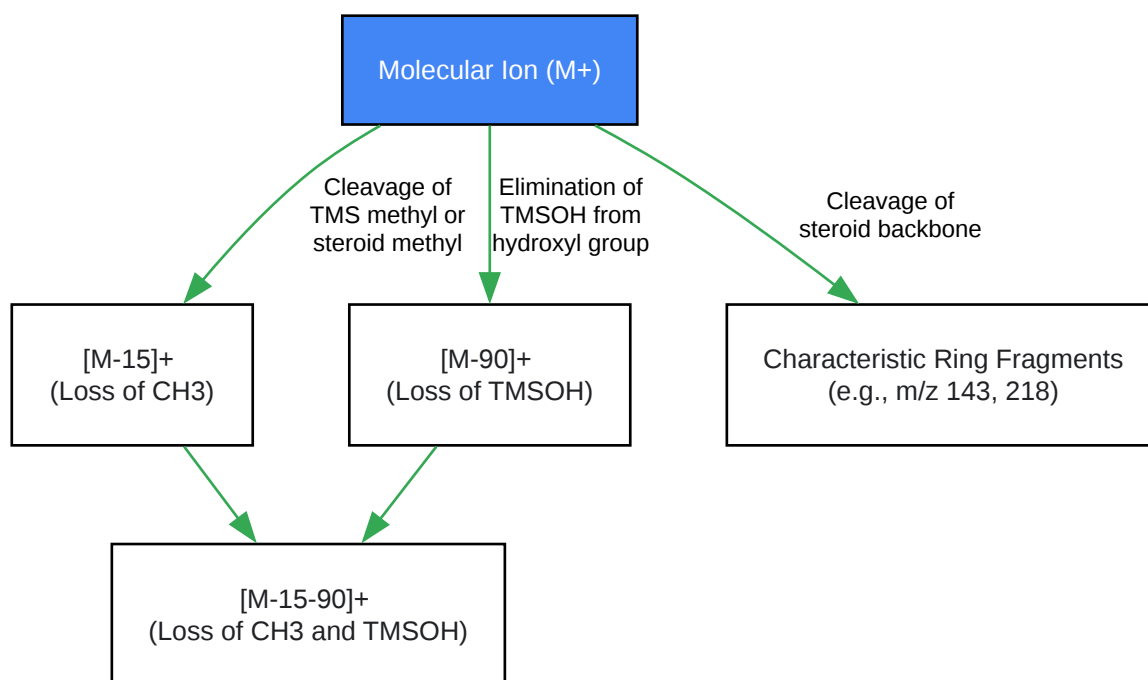 Molecular Ion (M+)
Cleavage of
TMS methyl or
steroid methyl
Elimination of
TMSOH from
hydroxyl group
Cleavage of
steroid backbone
[M-15]+
(Loss of CH3)
[M-90]+
(Loss of TMSOH)
Characteristic Ring Fragments
(e.g., m/z 143, 218)
[M-15-90]+
(Loss of CH3 and TMSOH)